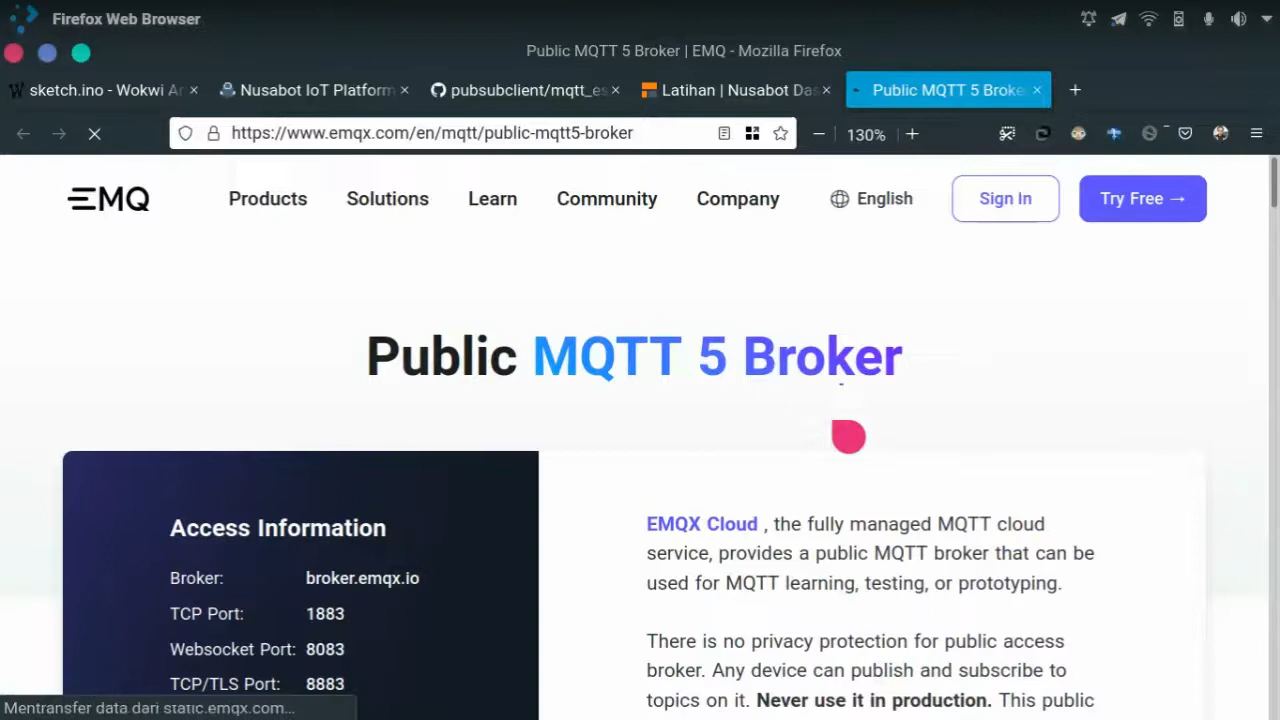 Firefox Web Browser
Public MQTT 5 Broker | EMQ - Mozilla Firefox
sketch.ino - Wokwi Ar
Nusabot IoT Platform
pubsubclient/mqtt_es
Latihan | Nusabot Das
Public MQTT 5 Broke
https://www.emqx.com/en/mqtt/public-mqtt5-broker
130%
EMQ
Products
Solutions
Learn
Community
Company
English
Sign In
Try Free →
Public MQTT 5 Broker
Access Information
Broker: broker.emqx.io
TCP Port: 1883
Websocket Port: 8083
TCP/TLS Port: 8883
EMQX Cloud , the fully managed MQTT cloud
service, provides a public MQTT broker that can be
used for MQTT learning, testing, or prototyping.
There is no privacy protection for public access
broker. Any device can publish and subscribe to
topics on it. Never use it in production. This public
Mentransfer data dari static.emqx.com...